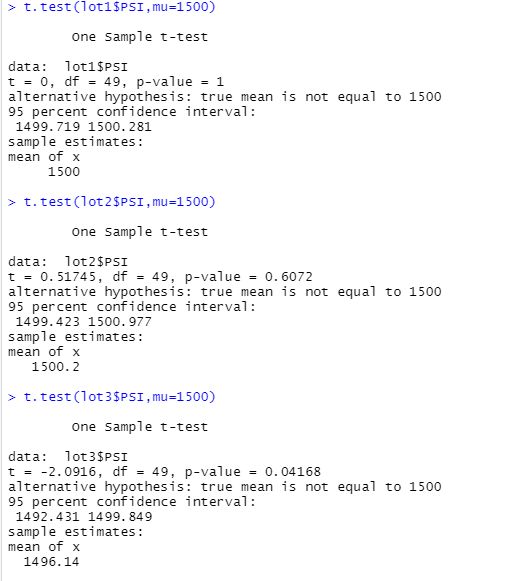 > t.test(lot1$PSI,mu=1500)
One Sample t-test
data: lot1$PSI
t = 0, df = 49, p-value = 1
alternative hypothesis: true mean is not equal to 1500
95 percent confidence interval:
1499.719 1500.281
sample estimates:
mean of x
1500
> t.test(lot2$PSI,mu=1500)
One Sample t-test
data: lot2$PSI
t = 0.51745, df = 49, p-value = 0.6072
alternative hypothesis: true mean is not equal to 1500
95 percent confidence interval:
1499.423 1500.977
sample estimates:
mean of x
1500.2
> t.test(lot3$PSI,mu=1500)
One Sample t-test
data: lot3$PSI
t = -2.0916, df = 49, p-value = 0.04168
alternative hypothesis: true mean is not equal to 1500
95 percent confidence interval:
1492.431 1499.849
sample estimates:
mean of x
1496.14